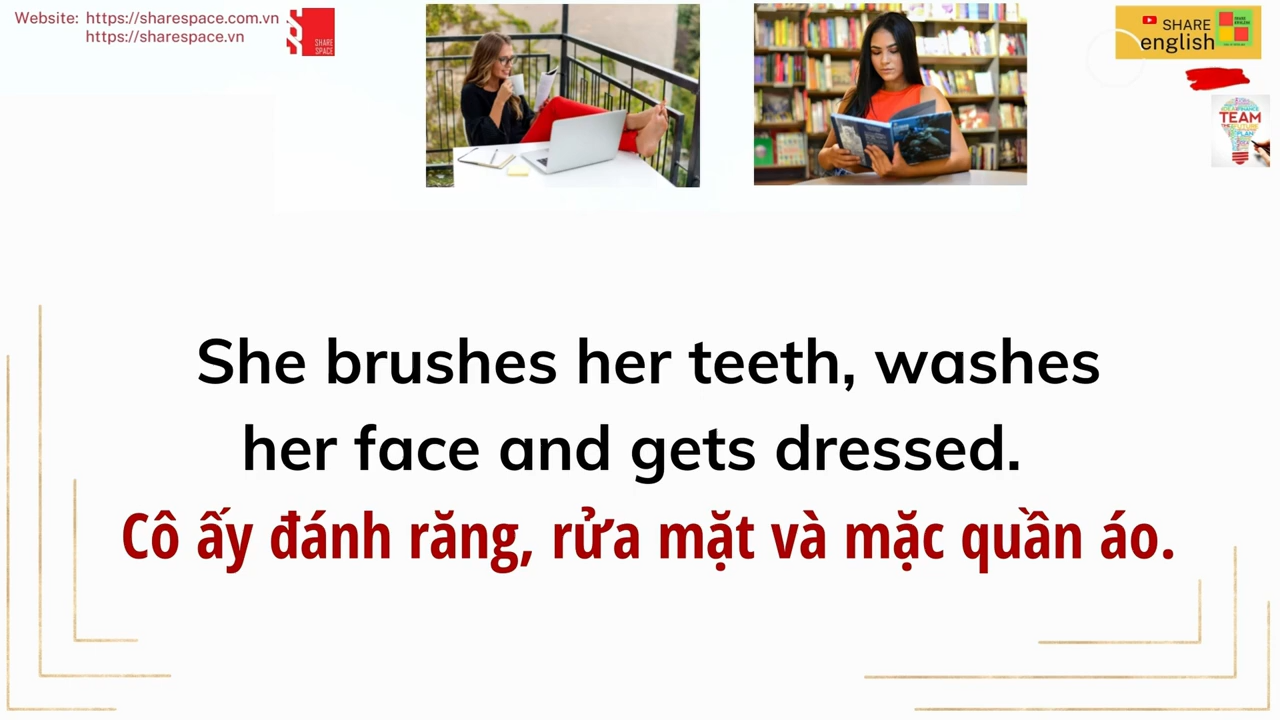 Website: https://sharespace.com.vn
https://sharespace.vn
SHARE
SPACE
SHARE
english
TEAM
PLAN
She brushes her teeth, washes
her face and gets dressed.
Cô ấy đánh răng, rửa mặt và mặc quần áo.